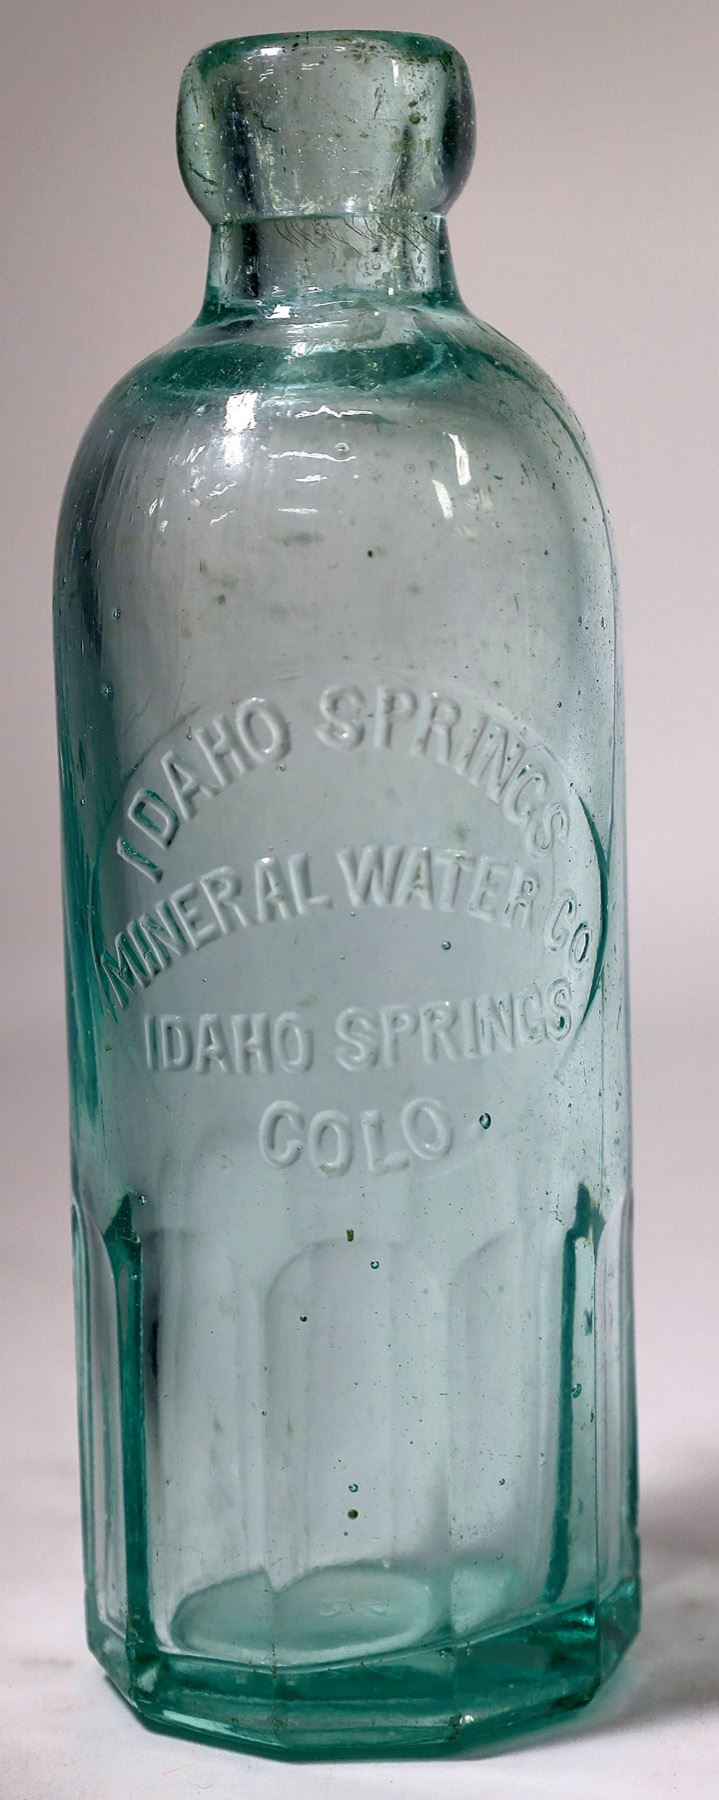 IDAHO SPRINGS
MINERAL WATER CO
IDAHO SPRINGS
COLO